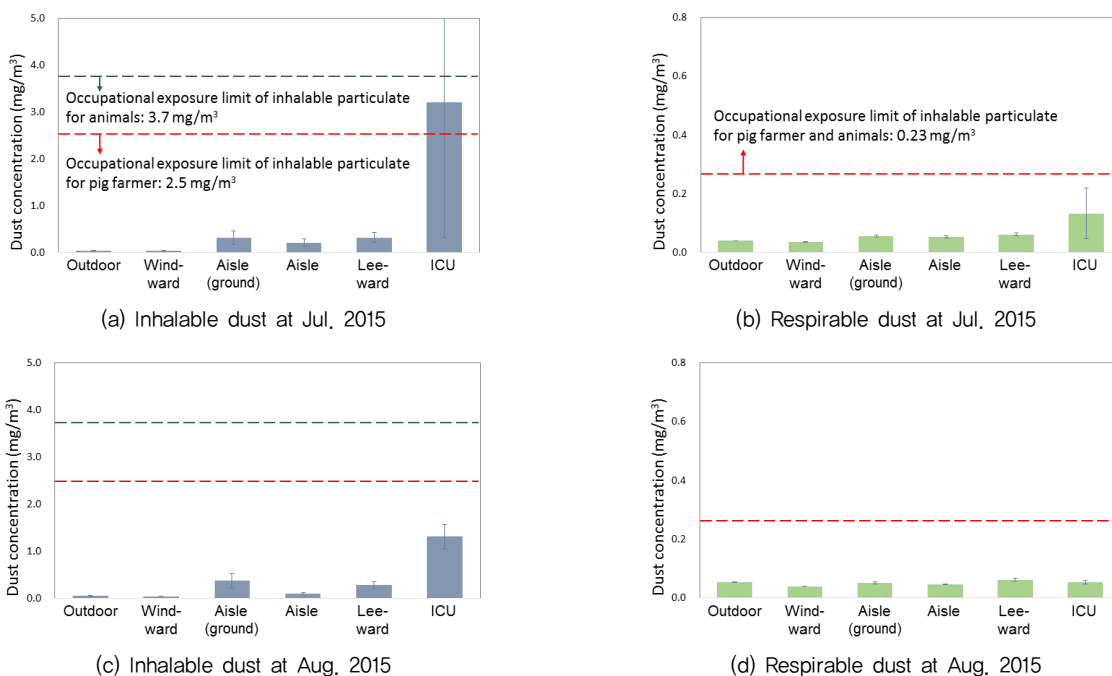 5.0
4.0
3.0
2.0
1.0
0.0
Dust concentration (mg/m³)
Occupational exposure limit of inhalable particulate
for animals: 3.7 mg/m³
Occupational exposure limit of inhalable particulate
for pig farmer: 2.5 mg/m³
Outdoor Wind- Aisle Aisle Lee- ICU
ward (ground) ward
(a) Inhalable dust at Jul. 2015
0.8
0.6
0.4
0.2
0.0
Dust concentration (mg/m³)
Occupational exposure limit of inhalable particulate
for pig farmer and animals: 0.23 mg/m³
Outdoor Wind- Aisle Aisle Lee- ICU
ward (ground) ward
(b) Respirable dust at Jul. 2015
5.0
4.0
3.0
2.0
1.0
0.0
Dust concentration (mg/m³)
Outdoor Wind- Aisle Aisle Lee- ICU
ward (ground) ward
(c) Inhalable dust at Aug. 2015
0.8
0.6
0.4
0.2
0.0
Dust concentration (mg/m³)
Outdoor Wind- Aisle Aisle Lee- ICU
ward (ground) ward
(d) Respirable dust at Aug. 2015